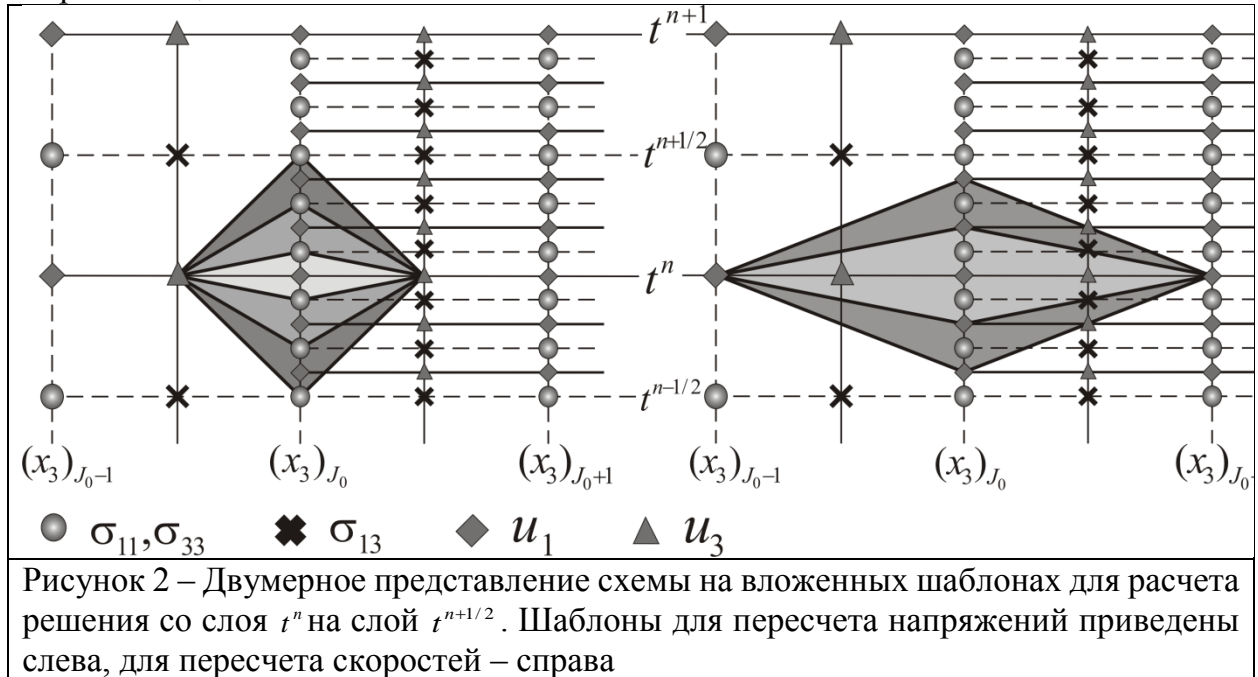 t^{n+1}
t^{n+1/2}
t^n
t^{n-1/2}
(x_3)_{J_0-1} (x_3)_{J_0} (x_3)_{J_0+1} (x_3)_{J_0-1} (x_3)_{J_0}
σ_{11},σ_{33} σ_{13} u_1 u_3
Рисунок 2 – Двумерное представление схемы на вложенных шаблонах для расчета
решения со слоя t^n на слой t^{n+1/2}. Шаблоны для пересчета напряжений приведены
слева, для пересчета скоростей – справа